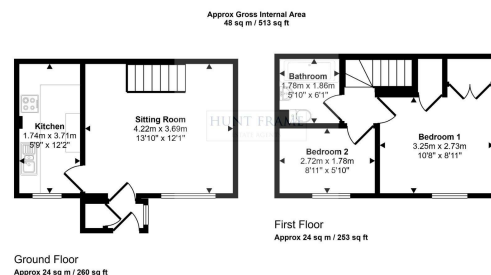 Approx Gross Internal Area
48 sq m / 513 sq ft
Kitchen
1.74m x 3.71m
5'9" x 12'2"
Sitting Room
4.22m x 3.69m
13'10" x 12'1"
HUNT FRAME
Ground Floor
Approx 24 sq m / 260 sq ft
Bathroom
1.78m x 1.86m
5'10" x 6'1"
Bedroom 2
2.72m x 1.78m
8'11" x 5'10"
Bedroom 1
3.25m x 2.73m
10'8" x 8'11"
First Floor
Approx 24 sq m / 253 sq ft